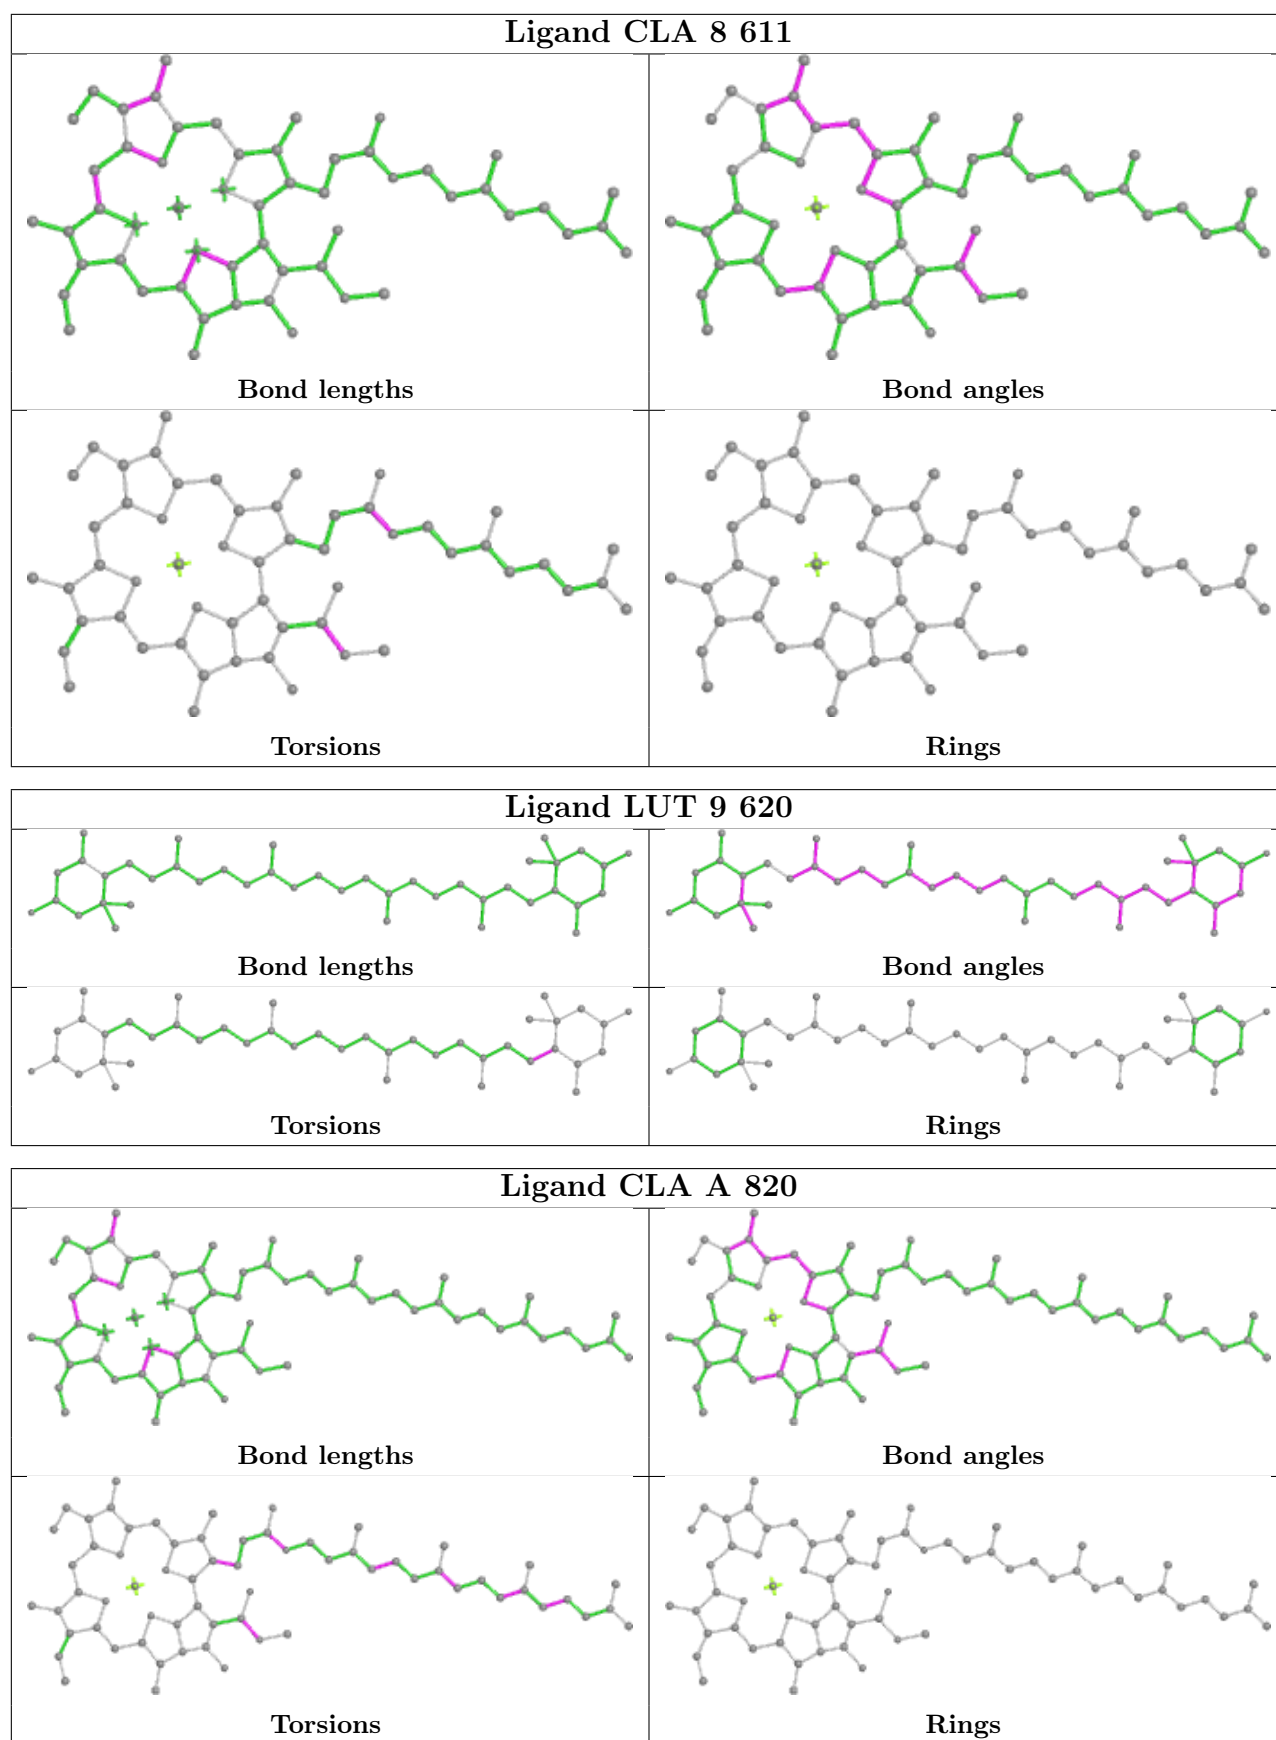 Ligand CLA 8 611
Bond lengths
Bond angles
Torsions
Rings
Ligand LUT 9 620
Bond lengths
Bond angles
Torsions
Rings
Ligand CLA A 820
Bond lengths
Bond angles
Torsions
Rings